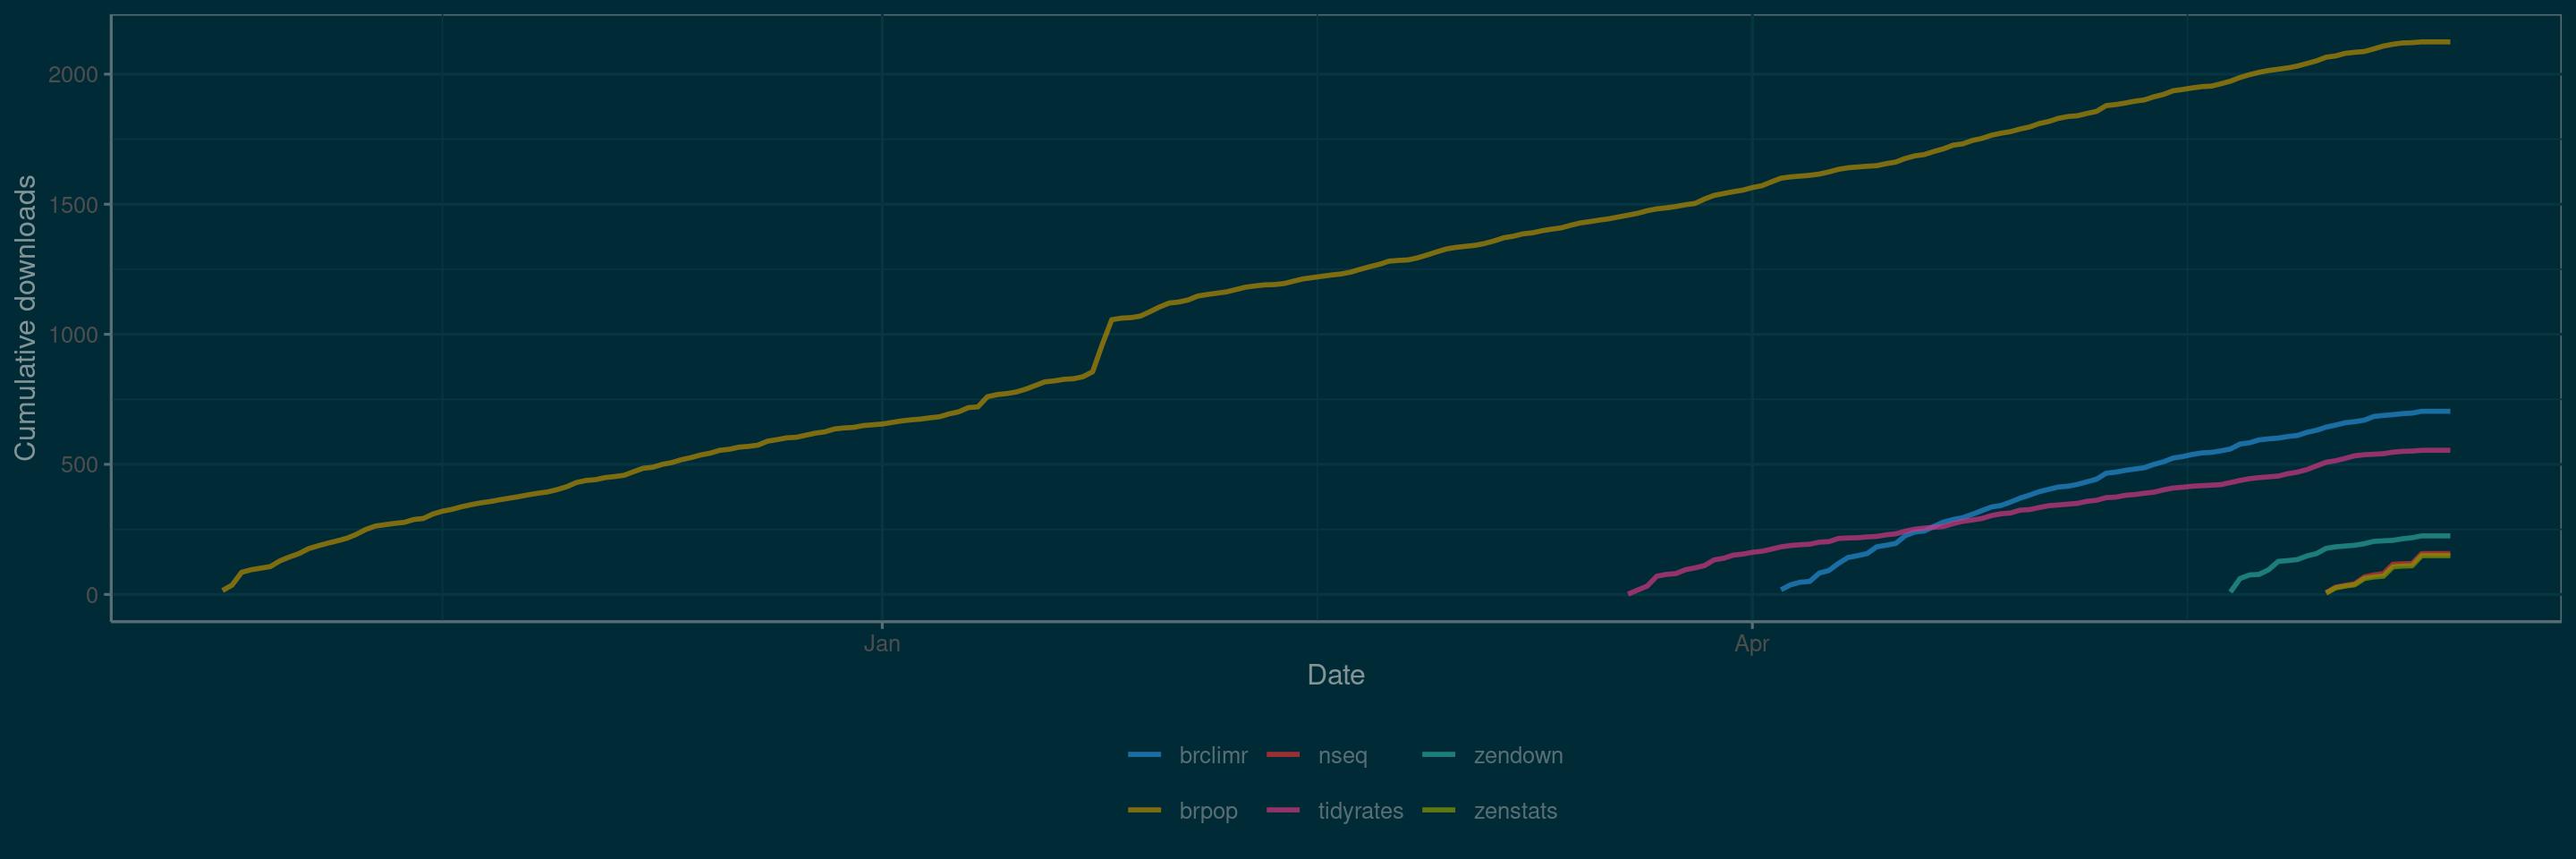 Cumulative downloads
2000
1500
1000
500
0
Jan Apr
Date
brclimr nseq zendown
brpop tidyrates zenstats